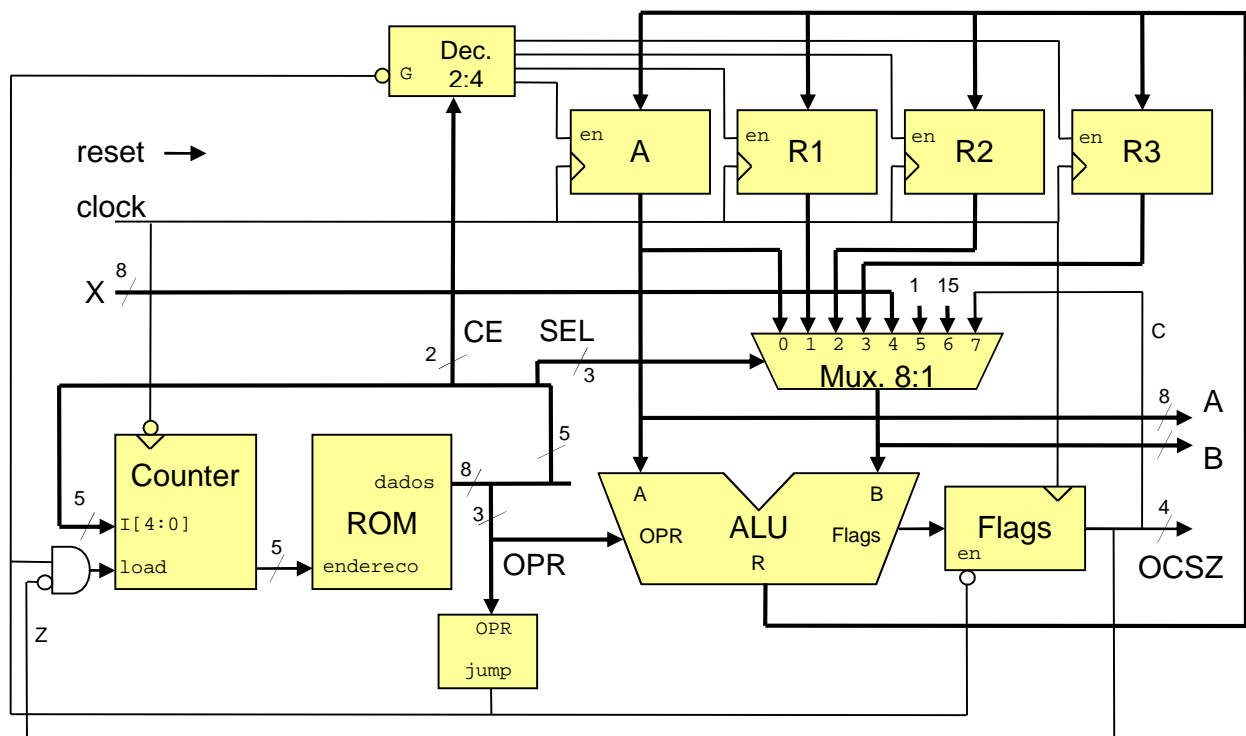 Dec.
G
2:4
en
A
en
R1
en
R2
en
R3
reset
clock
8
X
1
15
CE
SEL
0 1 2 3 4 5 6 7
C
2
3
Mux. 8:1
8
A
B
5
Counter
dados
8
ROM
5
I[4:0]
3
A
B
OPR
ALU
Flags
R
Flags
en
4
OCSZ
load
5
endereco
OPR
Z
OPR
jump